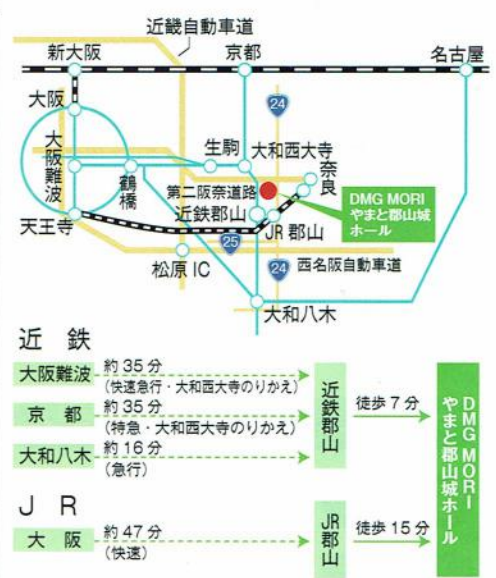 近畿自動車道
新大阪
京都
名古屋
大阪
24
大阪難波
鶴橋
生駒
大和西大寺
奈良
第二阪奈道路
DMG MORI
やまと郡山城
ホール
近鉄郡山
天王寺
JR郡山
25
松原IC
24
西名阪自動車道
大和八木
近鉄
大阪難波
約35分
(快速急行・大和西大寺のりかえ)
京都
約35分
(特急・大和西大寺のりかえ)
大和八木
約16分
(急行)
近鉄郡山
徒歩7分
DMG MORI
やまと郡山城ホール
JR
大阪
約47分
(快速)
JR郡山
徒歩15分